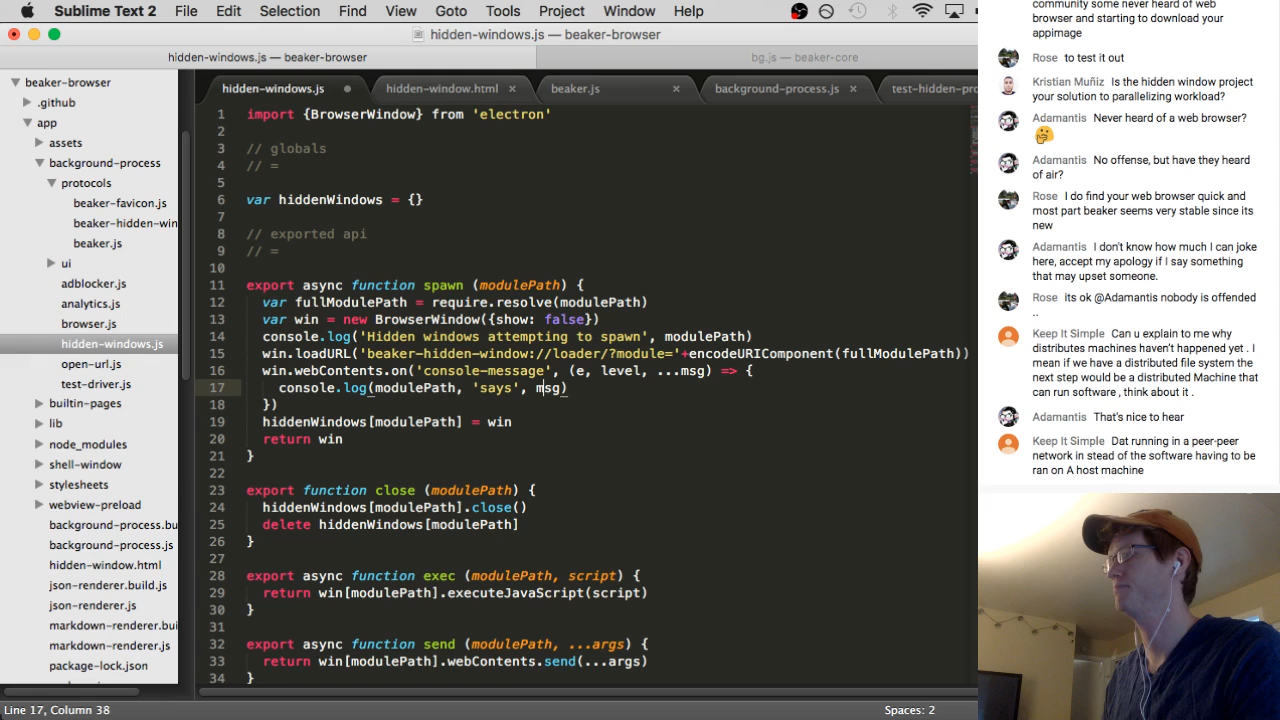 Sublime Text 2 File Edit Selection Find View Goto Tools Project Window Help
hidden-windows.js — beaker-browser
hidden-windows.js — beaker-browser
bg.js — beaker-core
beaker-browser
.github
app
assets
background-process
protocols
beaker-favicon.js
beaker-hidden-win
beaker.js
ui
adblocker.js
analytics.js
browser.js
hidden-windows.js
open-url.js
test-driver.js
builtin-pages
lib
node_modules
shell-window
stylesheets
webview-preload
background-process.bu
background-process.js
hidden-window.html
json-renderer.build.js
json-renderer.js
markdown-renderer.bui
markdown-renderer.js
package-lock.json
hidden-windows.js
hidden-window.html
beaker.js
background-process.js
test-hidden-pro
1 import {BrowserWindow} from 'electron'
2
3 // globals
4 // =
5
6 var hiddenWindows = {}
7
8 // exported api
9 // =
10
11 export async function spawn (modulePath) {
12 var fullModulePath = require.resolve(modulePath)
13 var win = new BrowserWindow({show: false})
14 console.log('Hidden windows attempting to spawn', modulePath)
15 win.loadURL('beaker-hidden-window://loader/?module='+encodeURIComponent(fullModulePath))
16 win.webContents.on('console-message', (e, level, ...msg) => {
17 console.log(modulePath, 'says', msg)
18 })
19 hiddenWindows[modulePath] = win
20 return win
21 }
22
23 export function close (modulePath) {
24 hiddenWindows[modulePath].close()
25 delete hiddenWindows[modulePath]
26 }
27
28 export async function exec (modulePath, script) {
29 return win[modulePath].executeJavaScript(script)
30 }
31
32 export async function send (modulePath, ...args) {
33 return win[modulePath].webContents.send(...args)
34 }
Line 17, Column 38
Spaces: 2
community some never heard of web
browser and starting to download your
appimage
Rose to test it out
Kristian Muñiz Is the hidden window project
your solution to parallelizing workload?
Adamantis Never heard of a web browser?
Adamantis No offense, but have they heard
of air?
Rose I do find your web browser quick and
most part beaker seems very stable since its
new
Adamantis I don't know how much I can joke
here, accept my apology if I say something
that may upset someone.
Rose its ok @Adamantis nobody is offended
..
Keep It Simple Can u explain to me why
distributes machines haven't happened yet . I
mean if we have a distributed file system the
next step would be a distributed Machine that
can run software , think about it .
Adamantis That's nice to hear
Keep It Simple Dat running in a peer-peer
network in stead of the software having to be
ran on A host machine